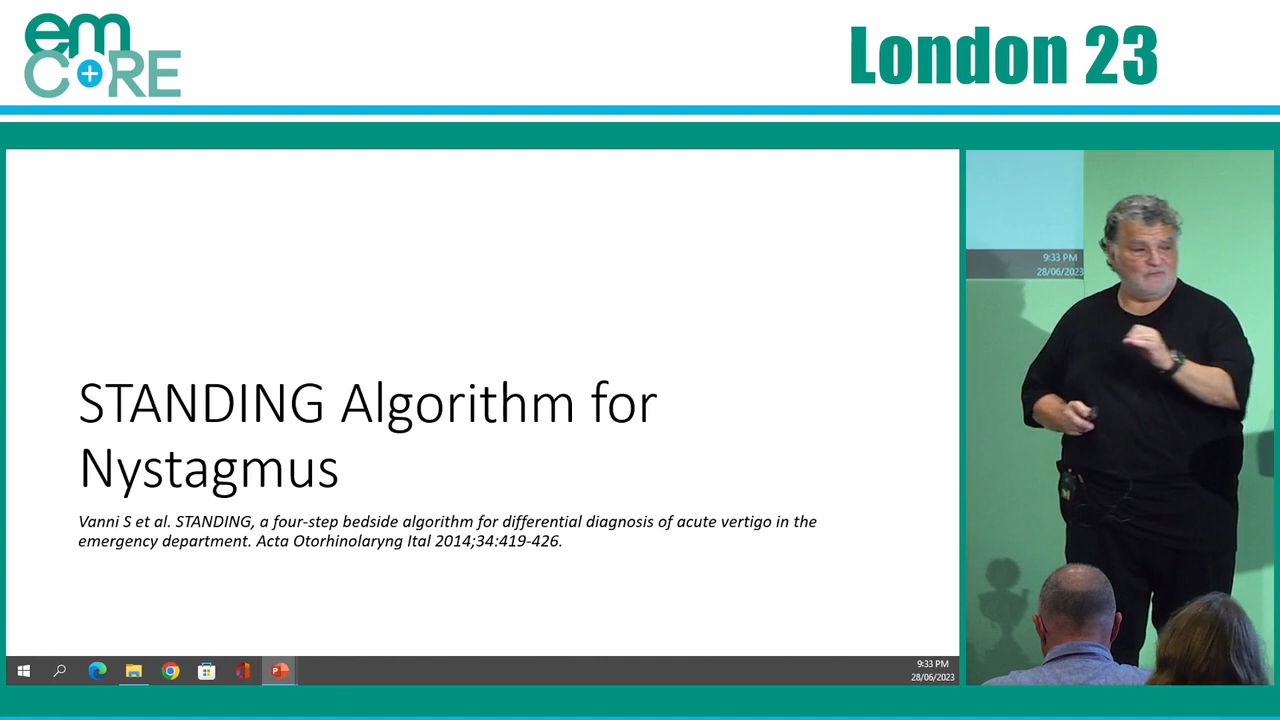 em
CORE
London 23
STANDING Algorithm for
Nystagmus
Vanni S et al. STANDING, a four-step bedside algorithm for differential diagnosis of acute vertigo in the
emergency department. Acta Otorhinolaryng Ital 2014;34:419-426.
9:33 PM
28/06/2023
9:33 PM
28/06/2023